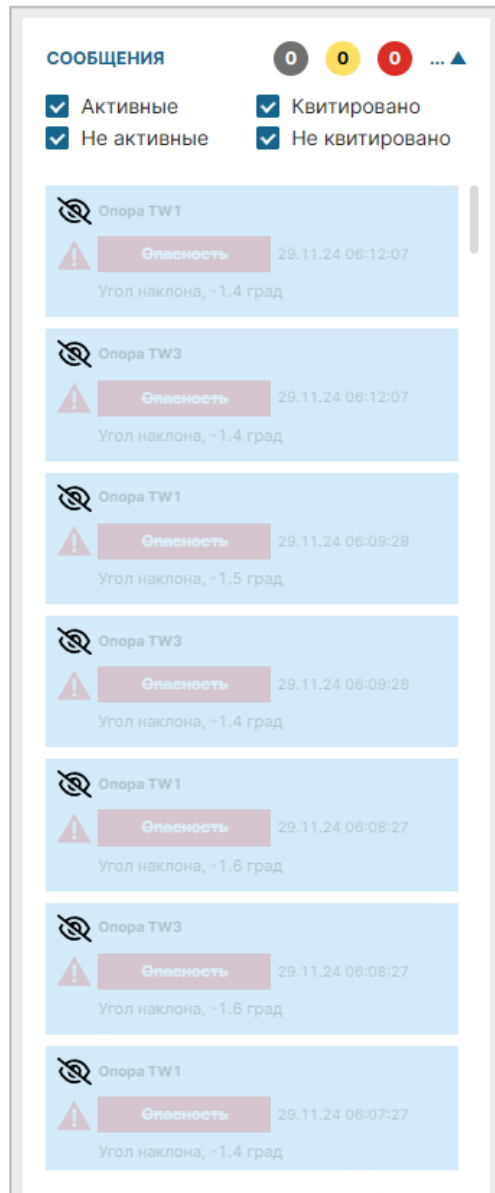 СООБЩЕНИЯ 0 0 0 ...
Активные Квитировано
Не активные Не квитировано
Опора TW1
Опасность 29.11.24 06:12:07
Угол наклона, -1.4 град
Опора TW3
Опасность 29.11.24 06:12:07
Угол наклона, -1.4 град
Опора TW1
Опасность 29.11.24 06:09:28
Угол наклона, -1.5 град
Опора TW3
Опасность 29.11.24 06:09:28
Угол наклона, -1.4 град
Опора TW1
Опасность 29.11.24 06:08:27
Угол наклона, -1.6 град
Опора TW3
Опасность 29.11.24 06:08:27
Угол наклона, -1.6 град
Опора TW1
Опасность 29.11.24 06:07:27
Угол наклона, -1.4 град